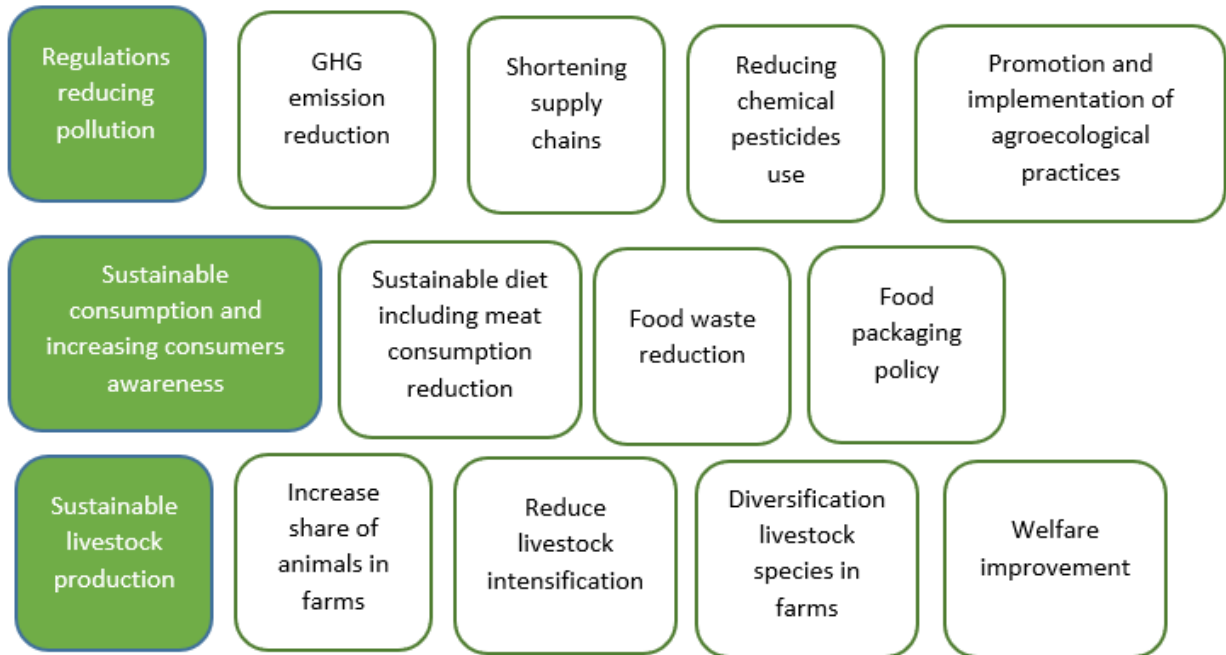 Regulations
reducing
pollution
GHG
emission
reduction
Shortening
supply
chains
Reducing
chemical
pesticides
use
Promotion and
implementation of
agroecological
practices
Sustainable
consumption and
increasing consumers
awareness
Sustainable diet
including meat
consumption
reduction
Food waste
reduction
Food
packaging
policy
Sustainable
livestock
production
Increase
share of
animals in
farms
Reduce
livestock
intensification
Diversification
livestock
species in
farms
Welfare
improvement